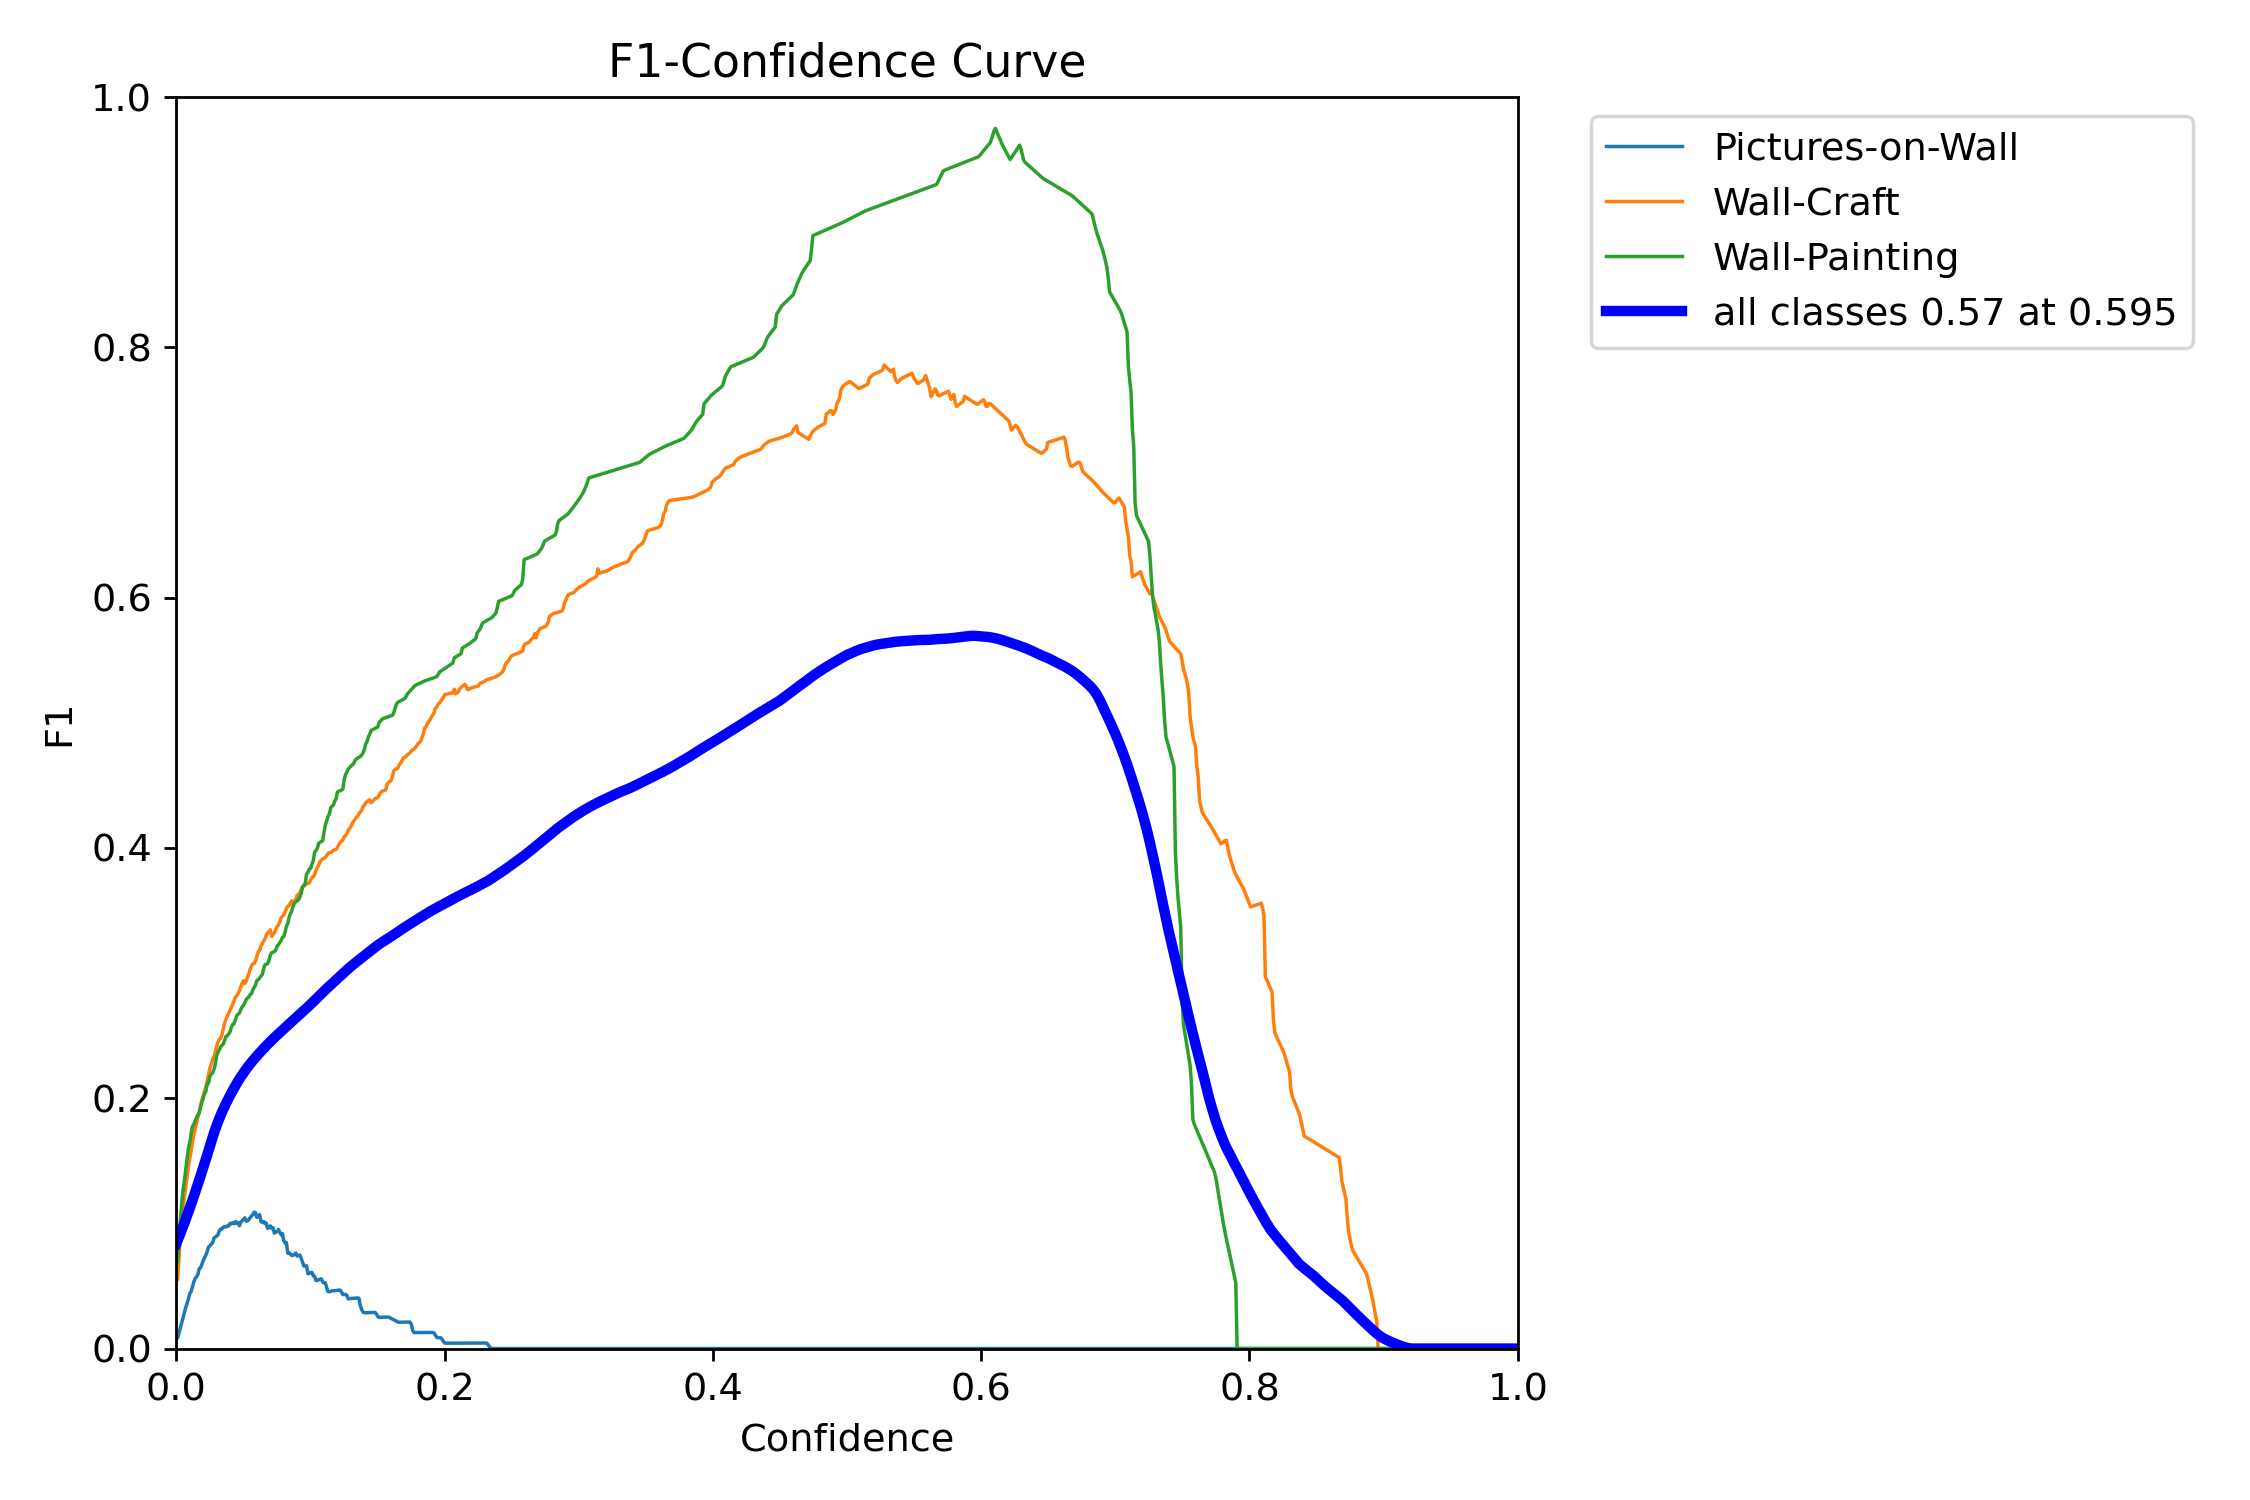 F1-Confidence Curve
1.0
0.8
0.6
0.4
0.2
0.0
F1
0.0 0.2 0.4 0.6 0.8 1.0
Confidence
Pictures-on-Wall
Wall-Craft
Wall-Painting
all classes 0.57 at 0.595